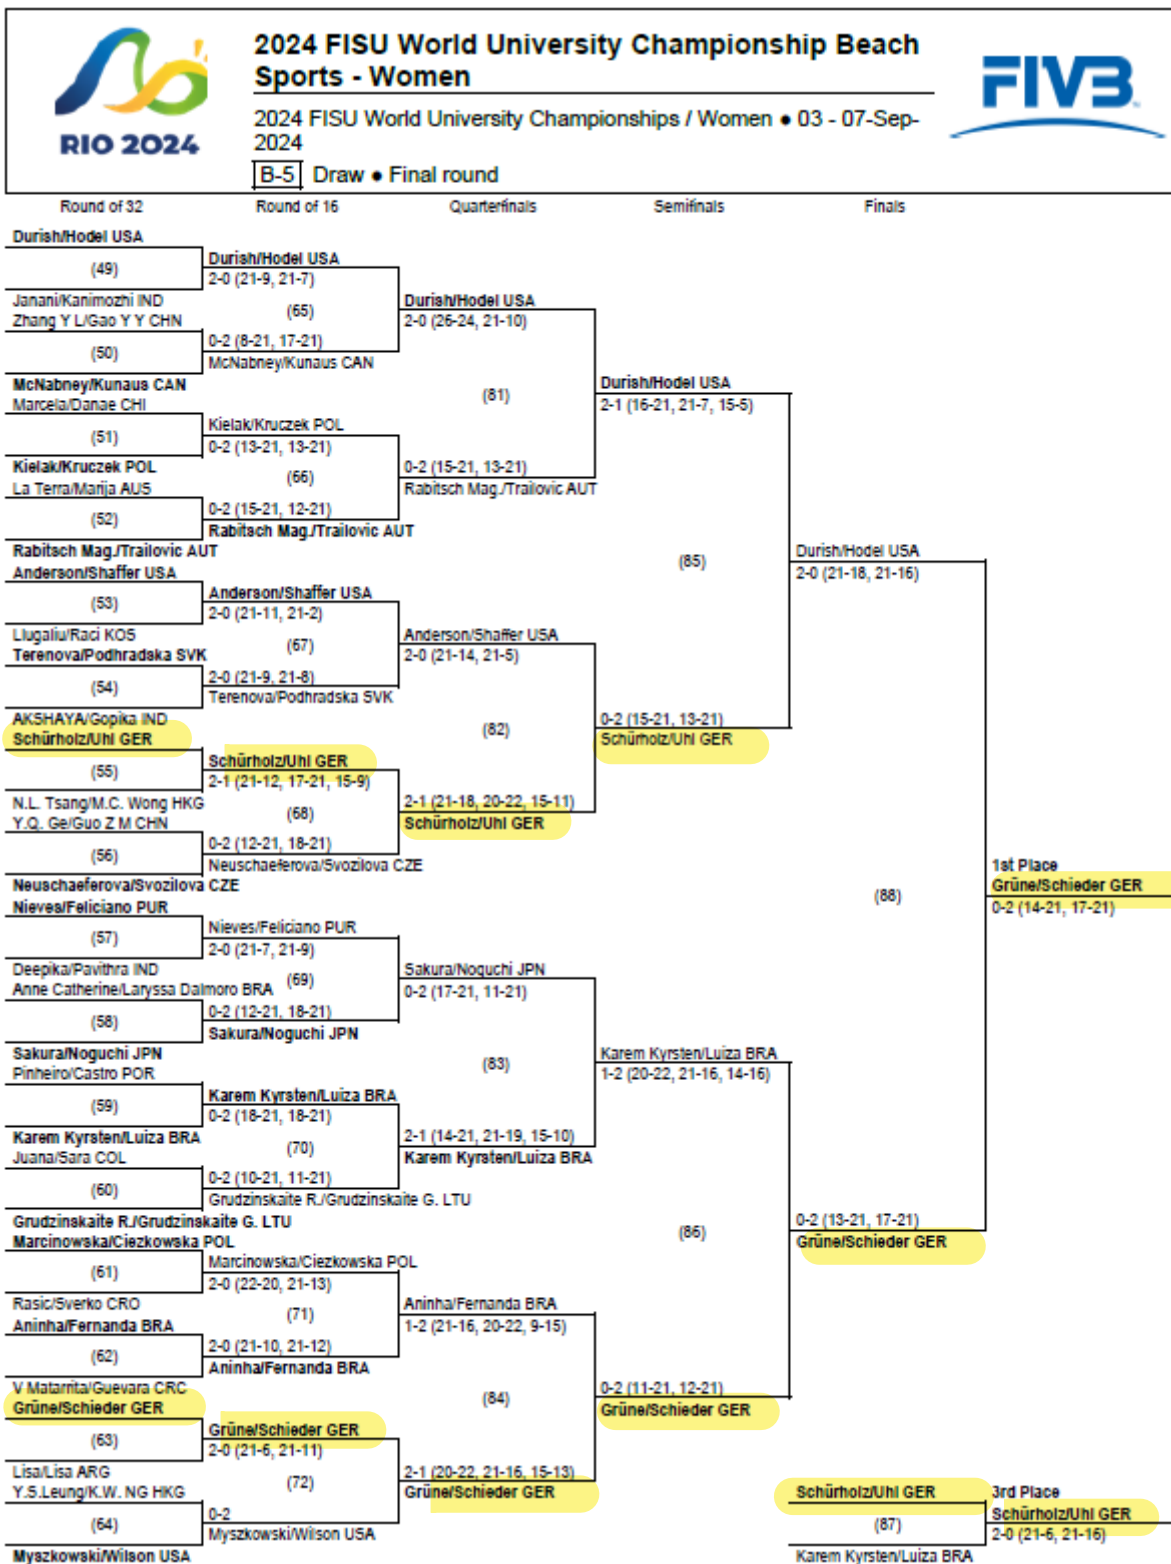 RIO 2024
2024 FISU World University Championship Beach
Sports - Women
2024 FISU World University Championships / Women ● 03 - 07-Sep-
2024
B-5 Draw ● Final round
FIVB
Round of 32 Round of 16 Quarterfinals Semifinals Finals
Durish/Hodel USA
(49)
Janani/Kanimozhi IND
Zhang Y L/Gao Y Y CHN
(50)
McNabney/Kunaus CAN
Marcela/Danae CHI
(51)
Kielak/Kruczek POL
La Terra/Marija AUS
(52)
Rabitsch Mag./Trailovic AUT
Anderson/Shaffer USA
(53)
Llugaliu/Raci KOS
Terenova/Podhradska SVK
(54)
AKSHAYA/Gopika IND
Schürholz/Uhl GER
(55)
N.L. Tsang/M.C. Wong HKG
Y.Q. Ge/Guo Z M CHN
(56)
Neuschaeferova/Svozilova CZE
Nieves/Feliciano PUR
(57)
Deepika/Pavithra IND
Anne Catherine/Laryssa Dalmoro BRA
(58)
Sakura/Noguchi JPN
Pinheiro/Castro POR
(59)
Karem Kyrsten/Luiza BRA
Juana/Sara COL
(60)
Grudzinskaite R./Grudzinskaite G. LTU
Marcinowska/Ciezkowska POL
(61)
Rasic/Sverko CRO
Aninha/Fernanda BRA
(62)
V Matarrita/Guevara CRC
Grüne/Schieder GER
(63)
Lisa/Lisa ARG
Y.S.Leung/K.W. NG HKG
(64)
Myszkowski/Wilson USA
Durish/Hodel USA
2-0 (21-9, 21-7)
(65)
0-2 (8-21, 17-21)
McNabney/Kunaus CAN
Kielak/Kruczek POL
0-2 (13-21, 13-21)
(66)
0-2 (15-21, 12-21)
Rabitsch Mag./Trailovic AUT
Anderson/Shaffer USA
2-0 (21-11, 21-2)
(67)
2-0 (21-9, 21-8)
Terenova/Podhradska SVK
Schürholz/Uhl GER
2-1 (21-12, 17-21, 15-9)
(68)
0-2 (12-21, 18-21)
Neuschaeferova/Svozilova CZE
Nieves/Feliciano PUR
2-0 (21-7, 21-9)
(69)
0-2 (12-21, 18-21)
Sakura/Noguchi JPN
Karem Kyrsten/Luiza BRA
0-2 (18-21, 18-21)
(70)
0-2 (10-21, 11-21)
Grudzinskaite R./Grudzinskaite G. LTU
Marcinowska/Ciezkowska POL
2-0 (22-20, 21-13)
(71)
2-0 (21-10, 21-12)
Aninha/Fernanda BRA
Grüne/Schieder GER
2-0 (21-6, 21-11)
(72)
0-2
Myszkowski/Wilson USA
Durish/Hodel USA
2-0 (26-24, 21-10)
(81)
0-2 (15-21, 13-21)
Rabitsch Mag./Trailovic AUT
Anderson/Shaffer USA
2-0 (21-14, 21-5)
(82)
2-1 (21-18, 20-22, 15-11)
Schürholz/Uhl GER
Sakura/Noguchi JPN
0-2 (17-21, 11-21)
(83)
2-1 (14-21, 21-19, 15-10)
Karem Kyrsten/Luiza BRA
Aninha/Fernanda BRA
1-2 (21-16, 20-22, 9-15)
(84)
2-1 (20-22, 21-16, 15-13)
Grüne/Schieder GER
Durish/Hodel USA
2-1 (16-21, 21-7, 15-5)
(85)
0-2 (15-21, 13-21)
Schürholz/Uhl GER
Karem Kyrsten/Luiza BRA
1-2 (20-22, 21-16, 14-16)
(86)
0-2 (11-21, 12-21)
Grüne/Schieder GER
Durish/Hodel USA
2-0 (21-18, 21-16)
(88)
0-2 (13-21, 17-21)
Grüne/Schieder GER
1st Place
Grüne/Schieder GER
0-2 (14-21, 17-21)
Schürholz/Uhl GER
(87)
Karem Kyrsten/Luiza BRA
3rd Place
Schürholz/Uhl GER
2-0 (21-6, 21-16)